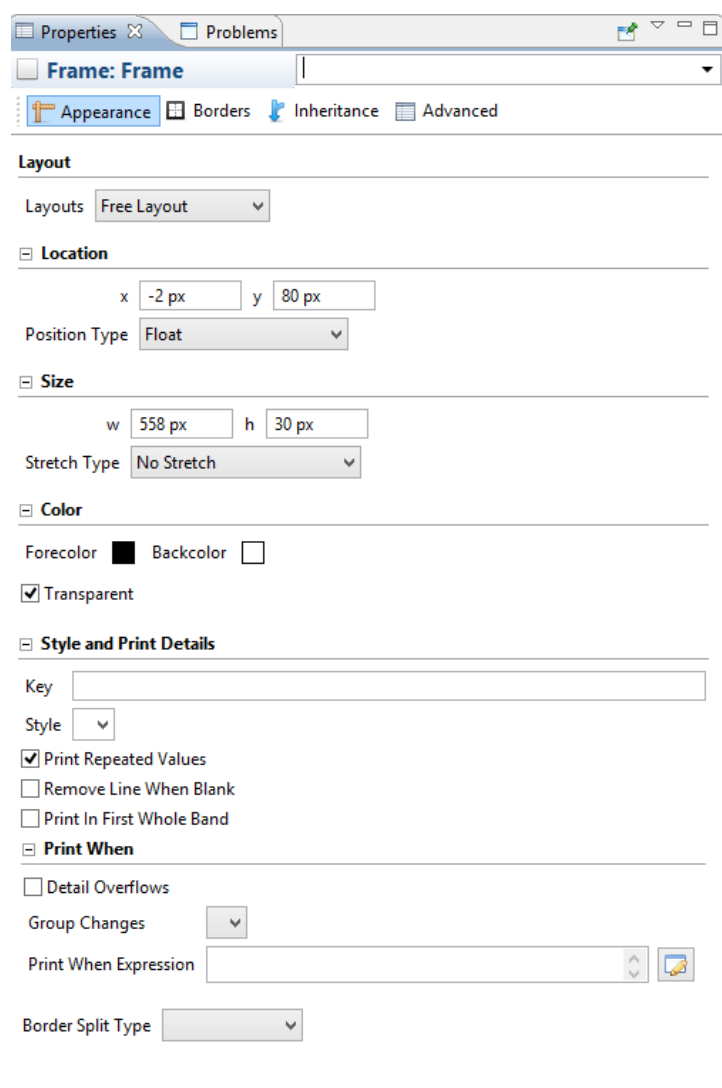 Properties Problems
Frame: Frame
Appearance Borders Inheritance Advanced
Layout
Layouts Free Layout
Location
x -2 px y 80 px
Position Type Float
Size
w 558 px h 30 px
Stretch Type No Stretch
Color
Forecolor Backcolor
Transparent
Style and Print Details
Key
Style
Print Repeated Values
Remove Line When Blank
Print In First Whole Band
Print When
Detail Overflows
Group Changes
Print When Expression
Border Split Type